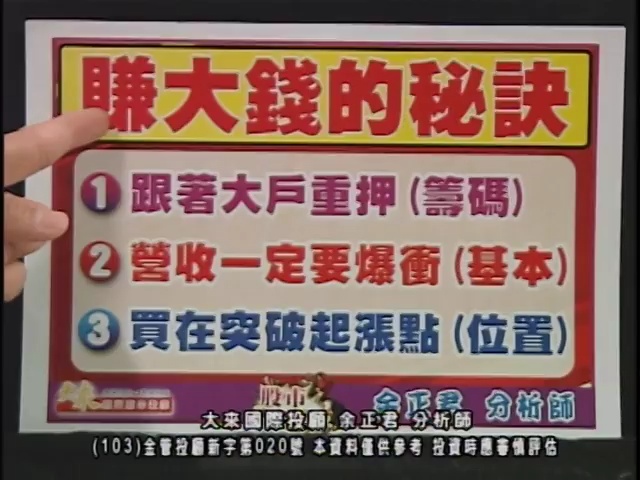 賺大錢的秘訣
1 跟著大戶重押(籌碼)
2 營收一定要爆衝(基本)
3 買在突破起漲點(位置)
股市
余正君 分析師
大來國際投顧 余正君 分析師
(103)金管投顧新字第020號 本資料僅供參考 投資時應審慎評估